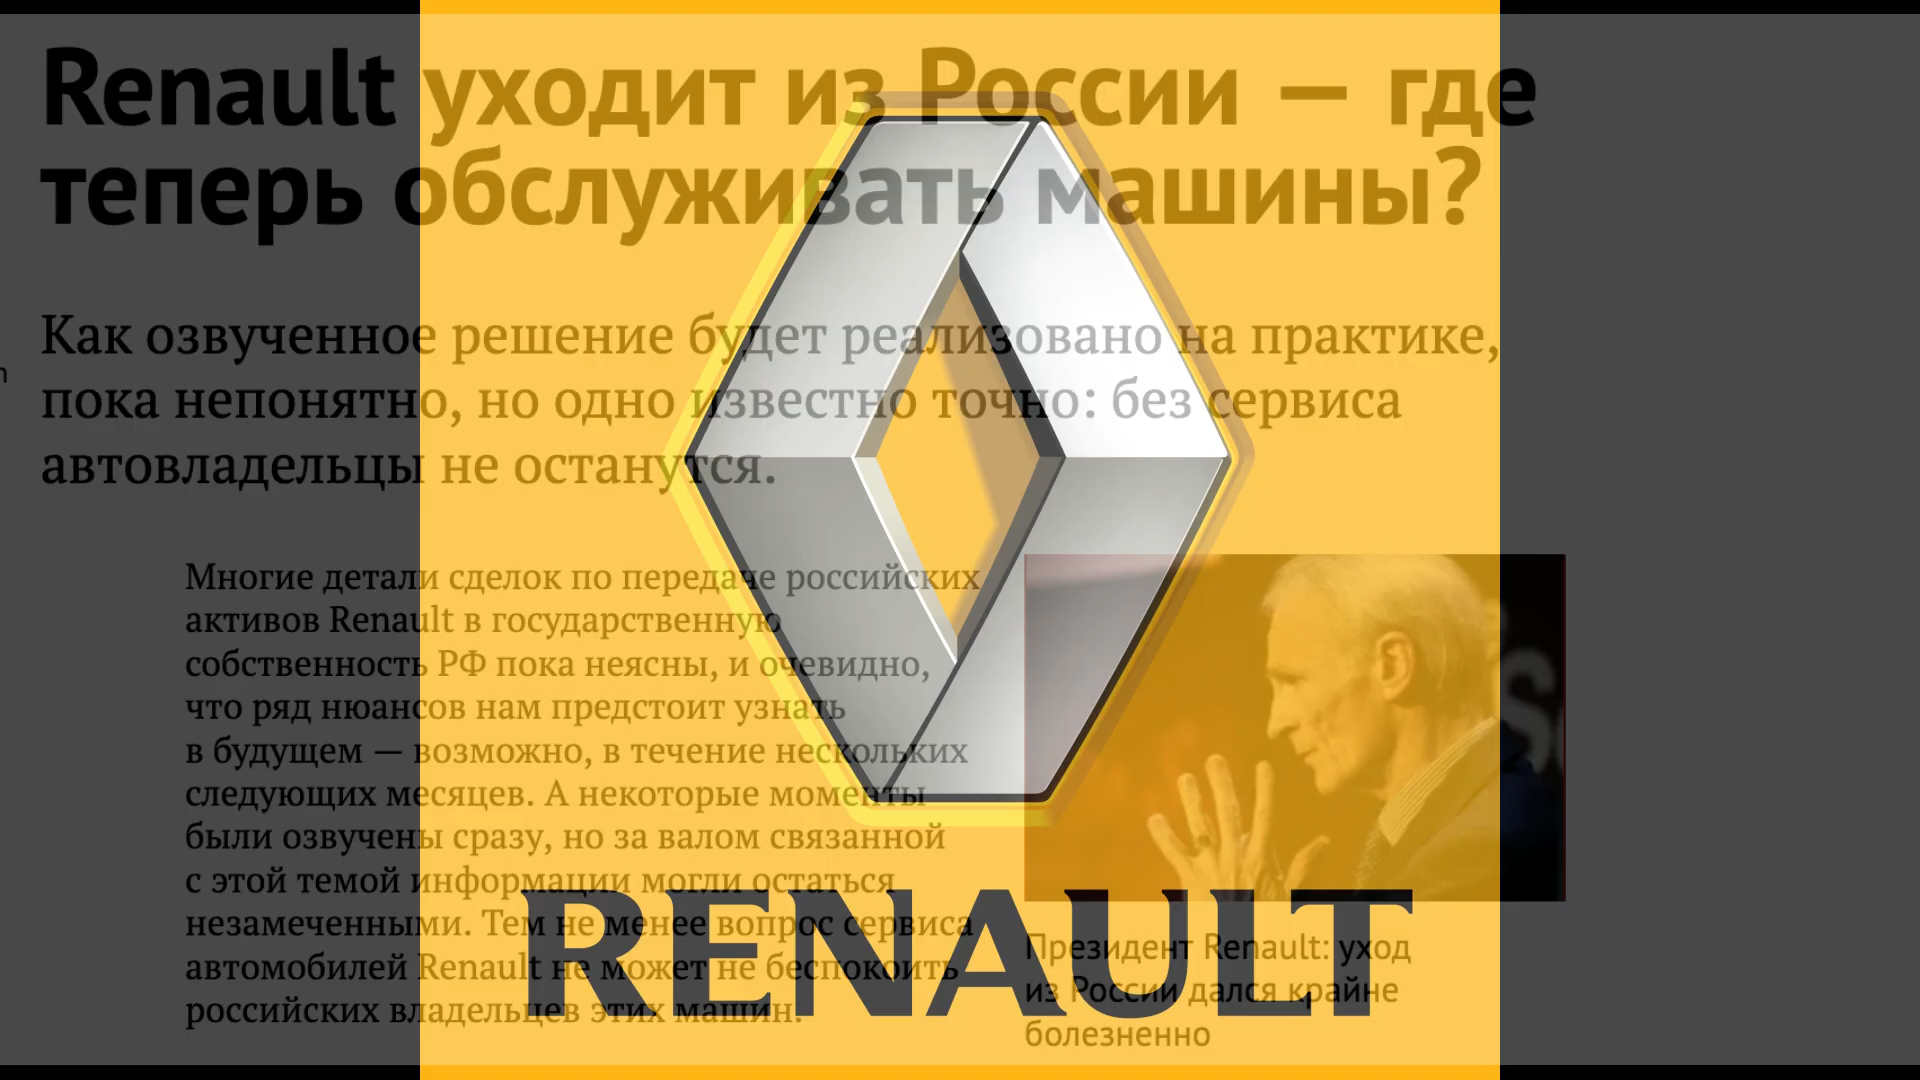 Renault уходит из России — где
теперь обслуживать машины?
Как озвученное решение будет реализовано на практике,
пока непонятно, но одно известно точно: без сервиса
автовладельцы не останутся.
Многие детали сделок по передаче российских
активов Renault в государственную
собственность РФ пока неясны, и очевидно,
что ряд нюансов нам предстоит узнать
в будущем — возможно, в течение нескольких
следующих месяцев. А некоторые моменты
были озвучены сразу, но за валом связанной
с этой темой информации могли остаться
незамеченными. Тем не менее вопрос сервиса
автомобилей Renault не может не беспокоить
российских владельцев этих машин.
Президент Renault: уход
из России дался крайне
болезненно
RENAULT